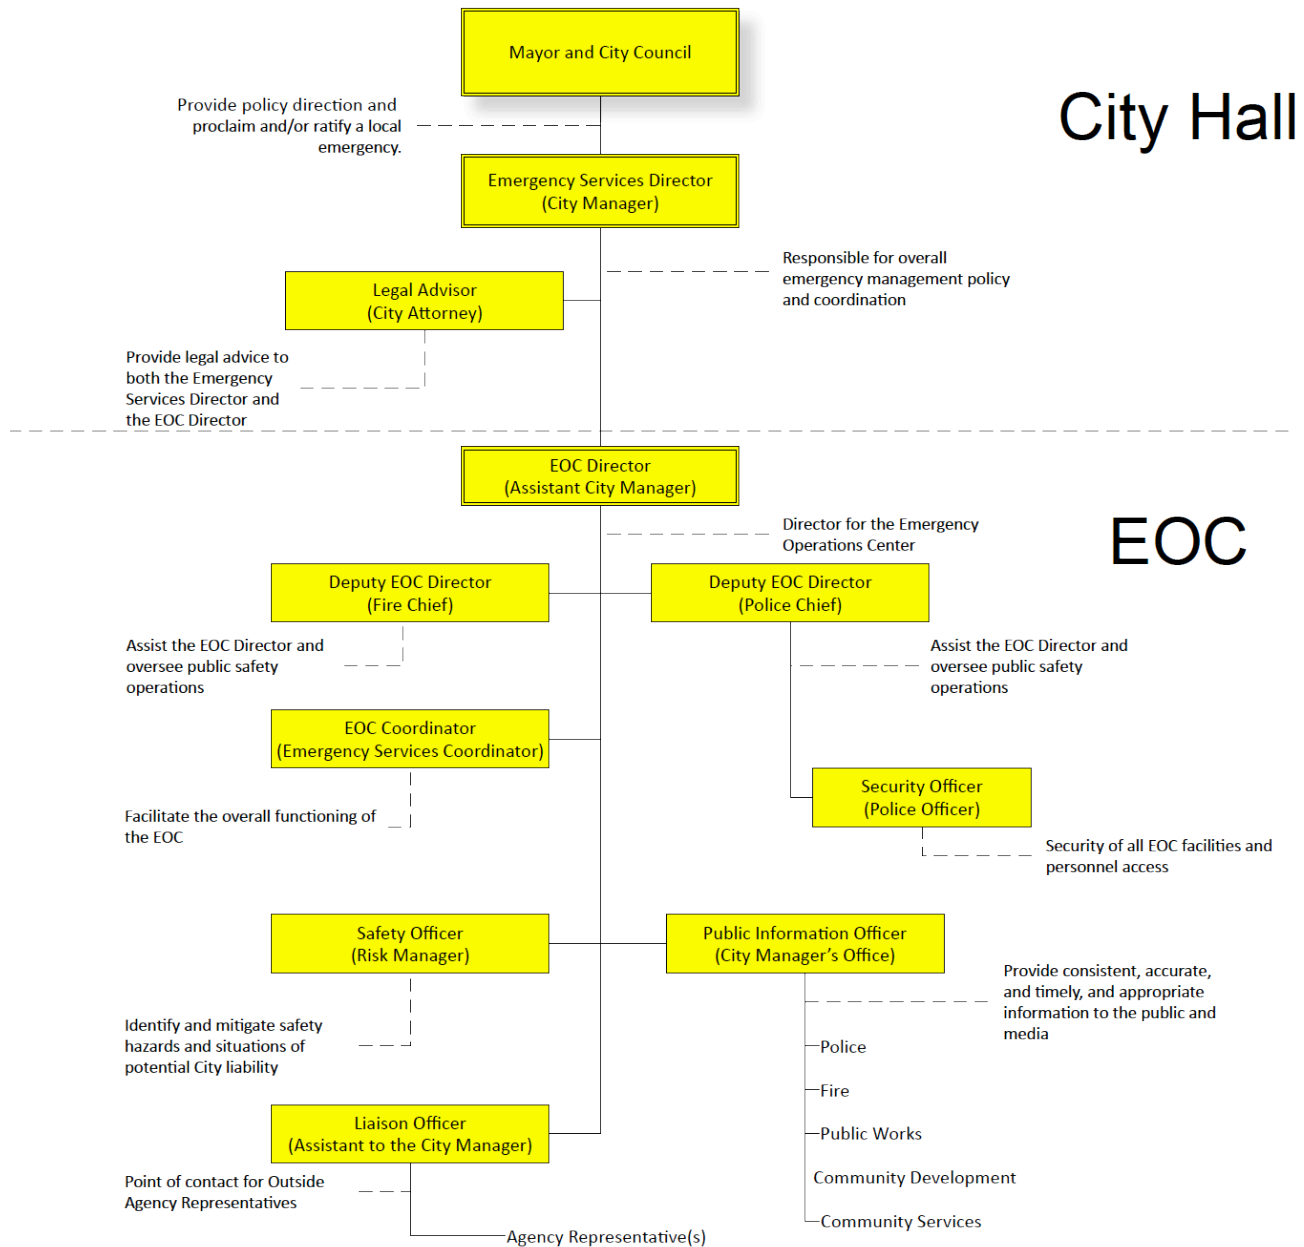 Mayor and City Council
City Hall
Provide policy direction and
proclaim and/or ratify a local
emergency.
Emergency Services Director
(City Manager)
Responsible for overall
emergency management policy
and coordination
Legal Advisor
(City Attorney)
Provide legal advice to
both the Emergency
Services Director and
the EOC Director
EOC Director
(Assistant City Manager)
EOC
Director for the Emergency
Operations Center
Deputy EOC Director
(Fire Chief)
Deputy EOC Director
(Police Chief)
Assist the EOC Director and
oversee public safety
operations
Assist the EOC Director and
oversee public safety
operations
EOC Coordinator
(Emergency Services Coordinator)
Security Officer
(Police Officer)
Facilitate the overall functioning of
the EOC
Security of all EOC facilities and
personnel access
Safety Officer
(Risk Manager)
Public Information Officer
(City Manager’s Office)
Provide consistent, accurate,
and timely, and appropriate
information to the public and
media
Identify and mitigate safety
hazards and situations of
potential City liability
Police
Fire
Public Works
Community Development
Community Services
Liaison Officer
(Assistant to the City Manager)
Point of contact for Outside
Agency Representatives
Agency Representative(s)